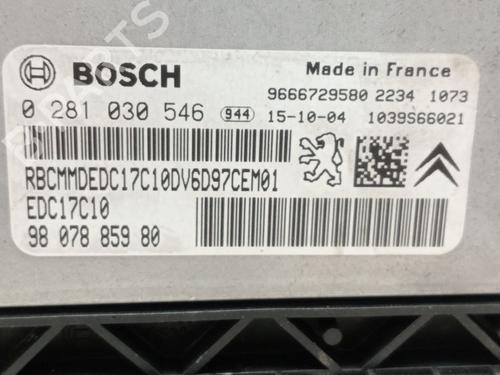 BOSCH
Made in France
9666729580 2234 1073
0 281 030 546 944 15-10-04 1039S66021
RBCMMDEDC17C10DV6D97CEM01
EDC17C10
98 078 859 80